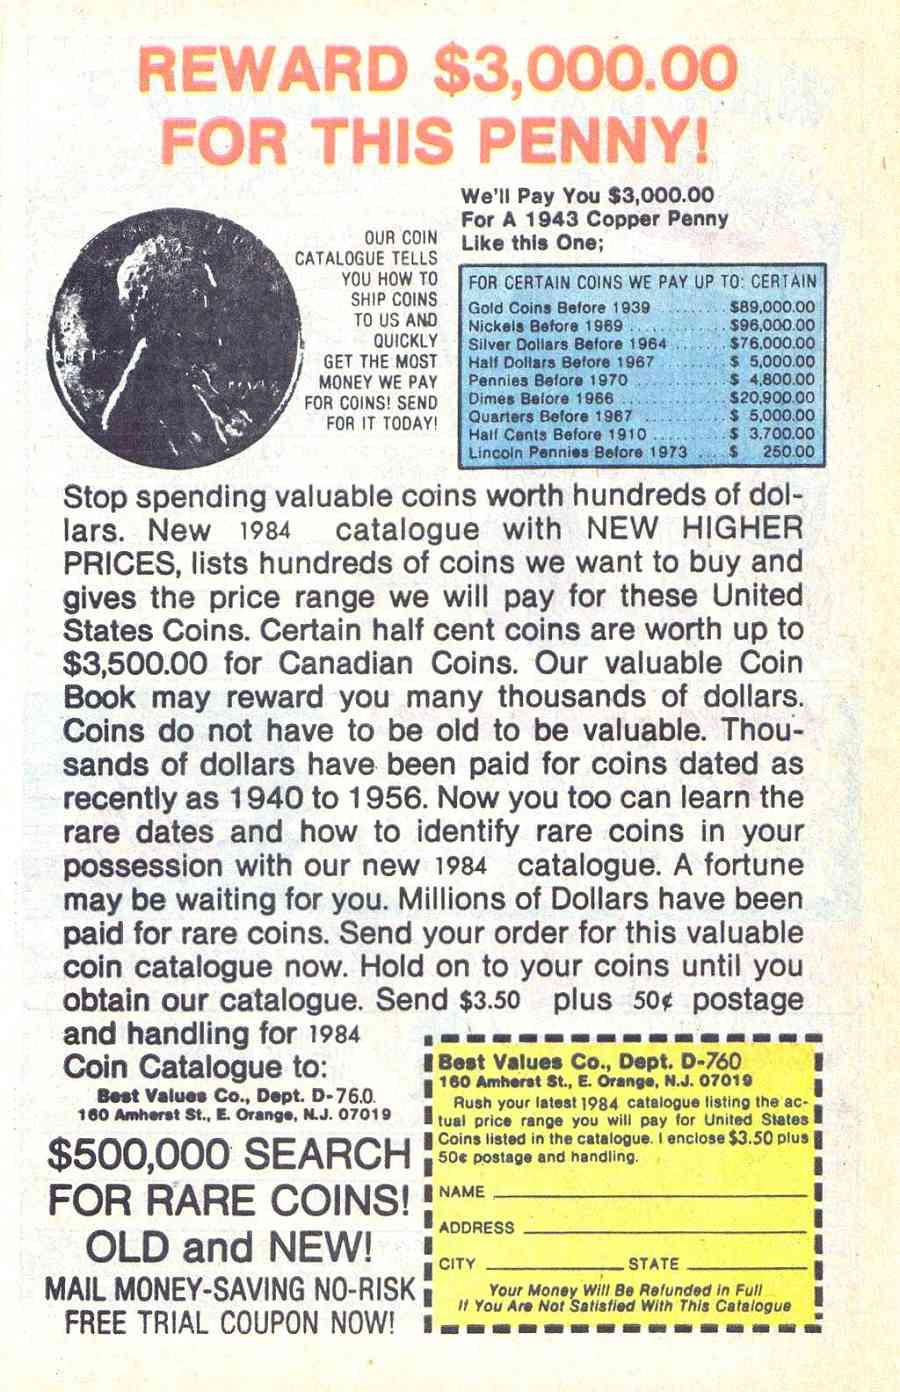 REWARD $3,000.00
FOR THIS PENNY!
We'll Pay You $3,000.00
For A 1943 Copper Penny
Like this One;
OUR COIN
CATALOGUE TELLS
YOU HOW TO
SHIP COINS
TO US AND
QUICKLY
GET THE MOST
MONEY WE PAY
FOR COINS! SEND
FOR IT TODAY!
FOR CERTAIN COINS WE PAY UP TO: CERTAIN
Gold Coins Before 1939 ........ $89,000.00
Nickels Before 1969 ............ $96,000.00
Silver Dollars Before 1964 ....... $76,000.00
Half Dollars Before 1967 ........ $ 5,000.00
Pennies Before 1970 ............ $ 4,800.00
Dimes Before 1966 ............. $20,900.00
Quarters Before 1967 ........... $ 5,000.00
Half Cents Before 1910 ......... $ 3,700.00
Lincoln Pennies Before 1973 .... $ 250.00
Stop spending valuable coins worth hundreds of dol-
lars. New 1984 catalogue with NEW HIGHER
PRICES, lists hundreds of coins we want to buy and
gives the price range we will pay for these United
States Coins. Certain half cent coins are worth up to
$3,500.00 for Canadian Coins. Our valuable Coin
Book may reward you many thousands of dollars.
Coins do not have to be old to be valuable. Thou-
sands of dollars have been paid for coins dated as
recently as 1940 to 1956. Now you too can learn the
rare dates and how to identify rare coins in your
possession with our new 1984 catalogue. A fortune
may be waiting for you. Millions of Dollars have been
paid for rare coins. Send your order for this valuable
coin catalogue now. Hold on to your coins until you
obtain our catalogue. Send $3.50 plus 50¢ postage
and handling for 1984
Coin Catalogue to:
Best Values Co., Dept. D-760
160 Amherst St., E. Orange, N.J. 07019
$500,000 SEARCH
FOR RARE COINS!
OLD and NEW!
MAIL MONEY-SAVING NO-RISK
FREE TRIAL COUPON NOW!
Best Values Co., Dept. D-760
160 Amherst St., E. Orange, N.J. 07019
Rush your latest 1984 catalogue listing the ac-
tual price range you will pay for United States
Coins listed in the catalogue. I enclose $3.50 plus
50¢ postage and handling.
NAME
ADDRESS
CITY STATE
Your Money Will Be Refunded in Full
If You Are Not Satisfied With This Catalogue